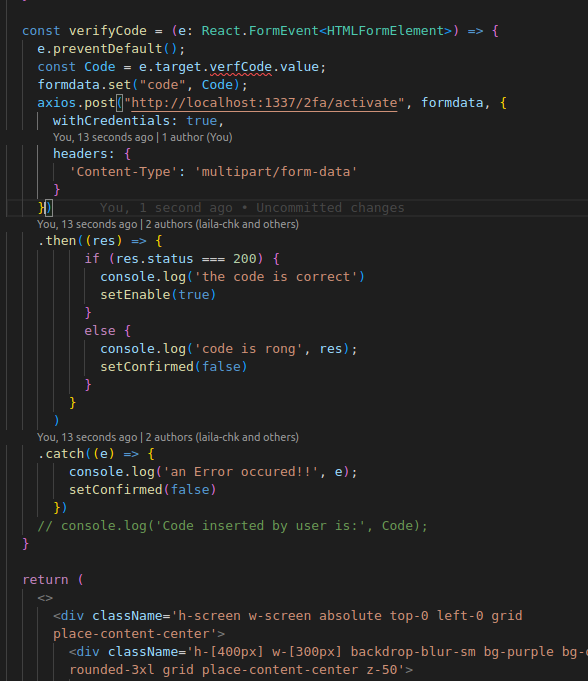 const verifyCode = (e: React.FormEvent<HTMLFormElement>) => {
e.preventDefault();
const Code = e.target.verfCode.value;
formdata.set("code", Code);
axios.post("http://localhost:1337/2fa/activate", formdata, {
withCredentials: true,
You, 13 seconds ago | 1 author (You)
headers: {
'Content-Type': 'multipart/form-data'
}
}) You, 1 second ago • Uncommitted changes
You, 13 seconds ago | 2 authors (laila-chk and others)
.then((res) => {
if (res.status === 200) {
console.log('the code is correct')
setEnable(true)
}
else {
console.log('code is rong', res);
setConfirmed(false)
}
}
)
You, 13 seconds ago | 2 authors (laila-chk and others)
.catch((e) => {
console.log('an Error occured!!', e);
setConfirmed(false)
})
// console.log('Code inserted by user is:', Code);
}
return (
<>
<div className='h-screen w-screen absolute top-0 left-0 grid
place-content-center'>
<div className='h-[400px] w-[300px] backdrop-blur-sm bg-purple bg-
rounded-3xl grid place-content-center z-50'>